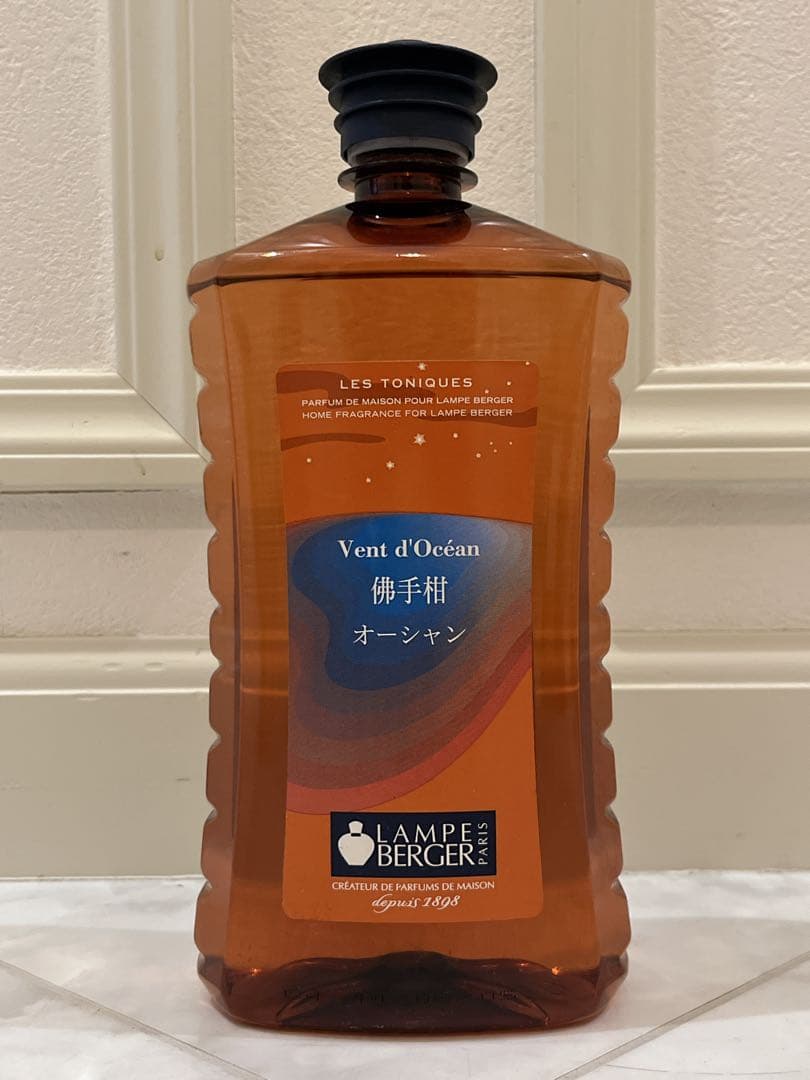 LES TONIQUES
PARFUM DE MAISON POUR LAMPE BERGER
HOME FRAGRANCE FOR LAMPE BERGER
Vent d'Océan
佛手柑
オーシャン
LAMPE
BERGER
PARIS
CRÉATEUR DE PARFUMS DE MAISON
depuis 1898